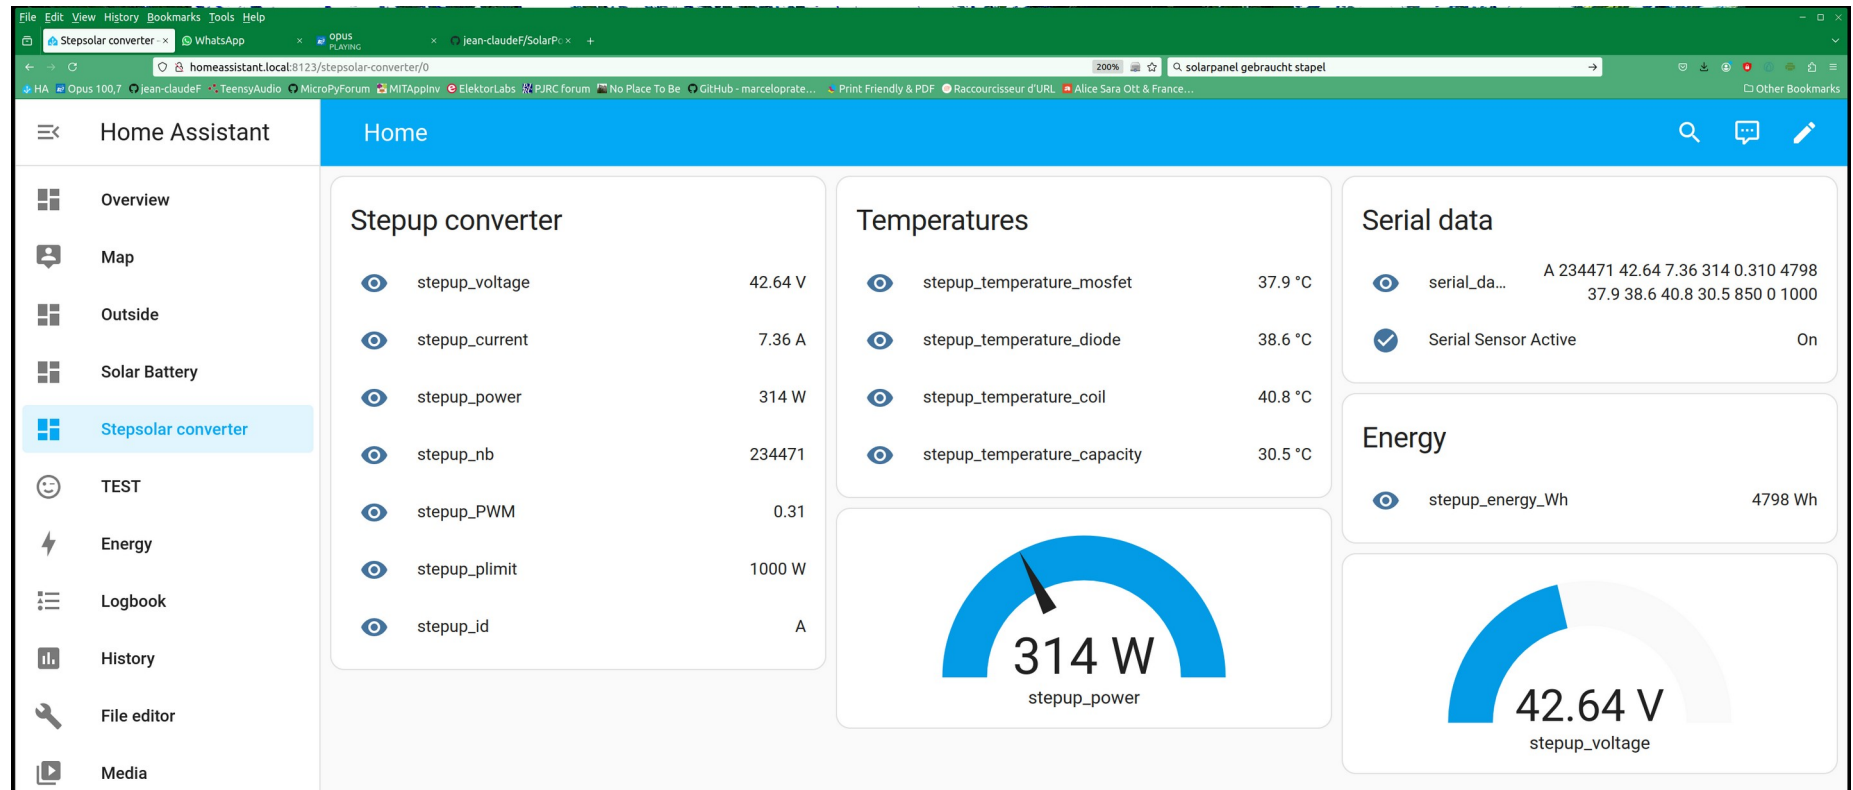 File Edit View History Bookmarks Tools Help
Stepsolar converter - × WhatsApp × opus PLAYING × jean-claudeF/SolarPo × +
homeassistant.local:8123/stepsolar-converter/0 200% solarpanel gebraucht stapel
HA Opus 100,7 jean-claudeF TeensyAudio MicroPyForum MITAppInv ElektorLabs PJRC forum No Place To Be GitHub - marceloprate... Print Friendly & PDF Raccourcisseur d'URL Alice Sara Ott & France... Other Bookmarks
Home Assistant
Home
Overview
Map
Outside
Solar Battery
Stepsolar converter
TEST
Energy
Logbook
History
File editor
Media
Stepup converter
stepup_voltage 42.64 V
stepup_current 7.36 A
stepup_power 314 W
stepup_nb 234471
stepup_PWM 0.31
stepup_plimit 1000 W
stepup_id A
Temperatures
stepup_temperature_mosfet 37.9 °C
stepup_temperature_diode 38.6 °C
stepup_temperature_coil 40.8 °C
stepup_temperature_capacity 30.5 °C
314 W
stepup_power
Serial data
serial_da... A 234471 42.64 7.36 314 0.310 4798
37.9 38.6 40.8 30.5 850 0 1000
Serial Sensor Active On
Energy
stepup_energy_Wh 4798 Wh
42.64 V
stepup_voltage